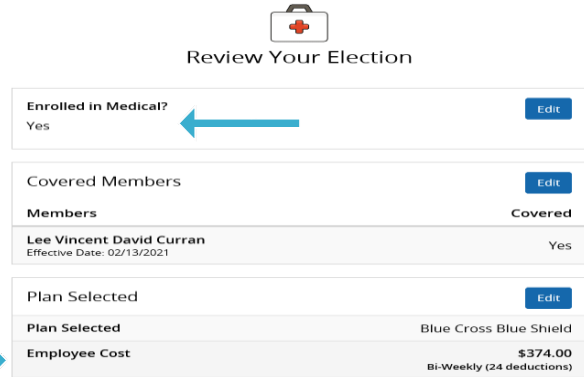 Review Your Election
Enrolled in Medical? Edit
Yes
Covered Members Edit
Members Covered
Lee Vincent David Curran Yes
Effective Date: 02/13/2021
Plan Selected Edit
Plan Selected Blue Cross Blue Shield
Employee Cost $374.00
Bi-Weekly (24 deductions)